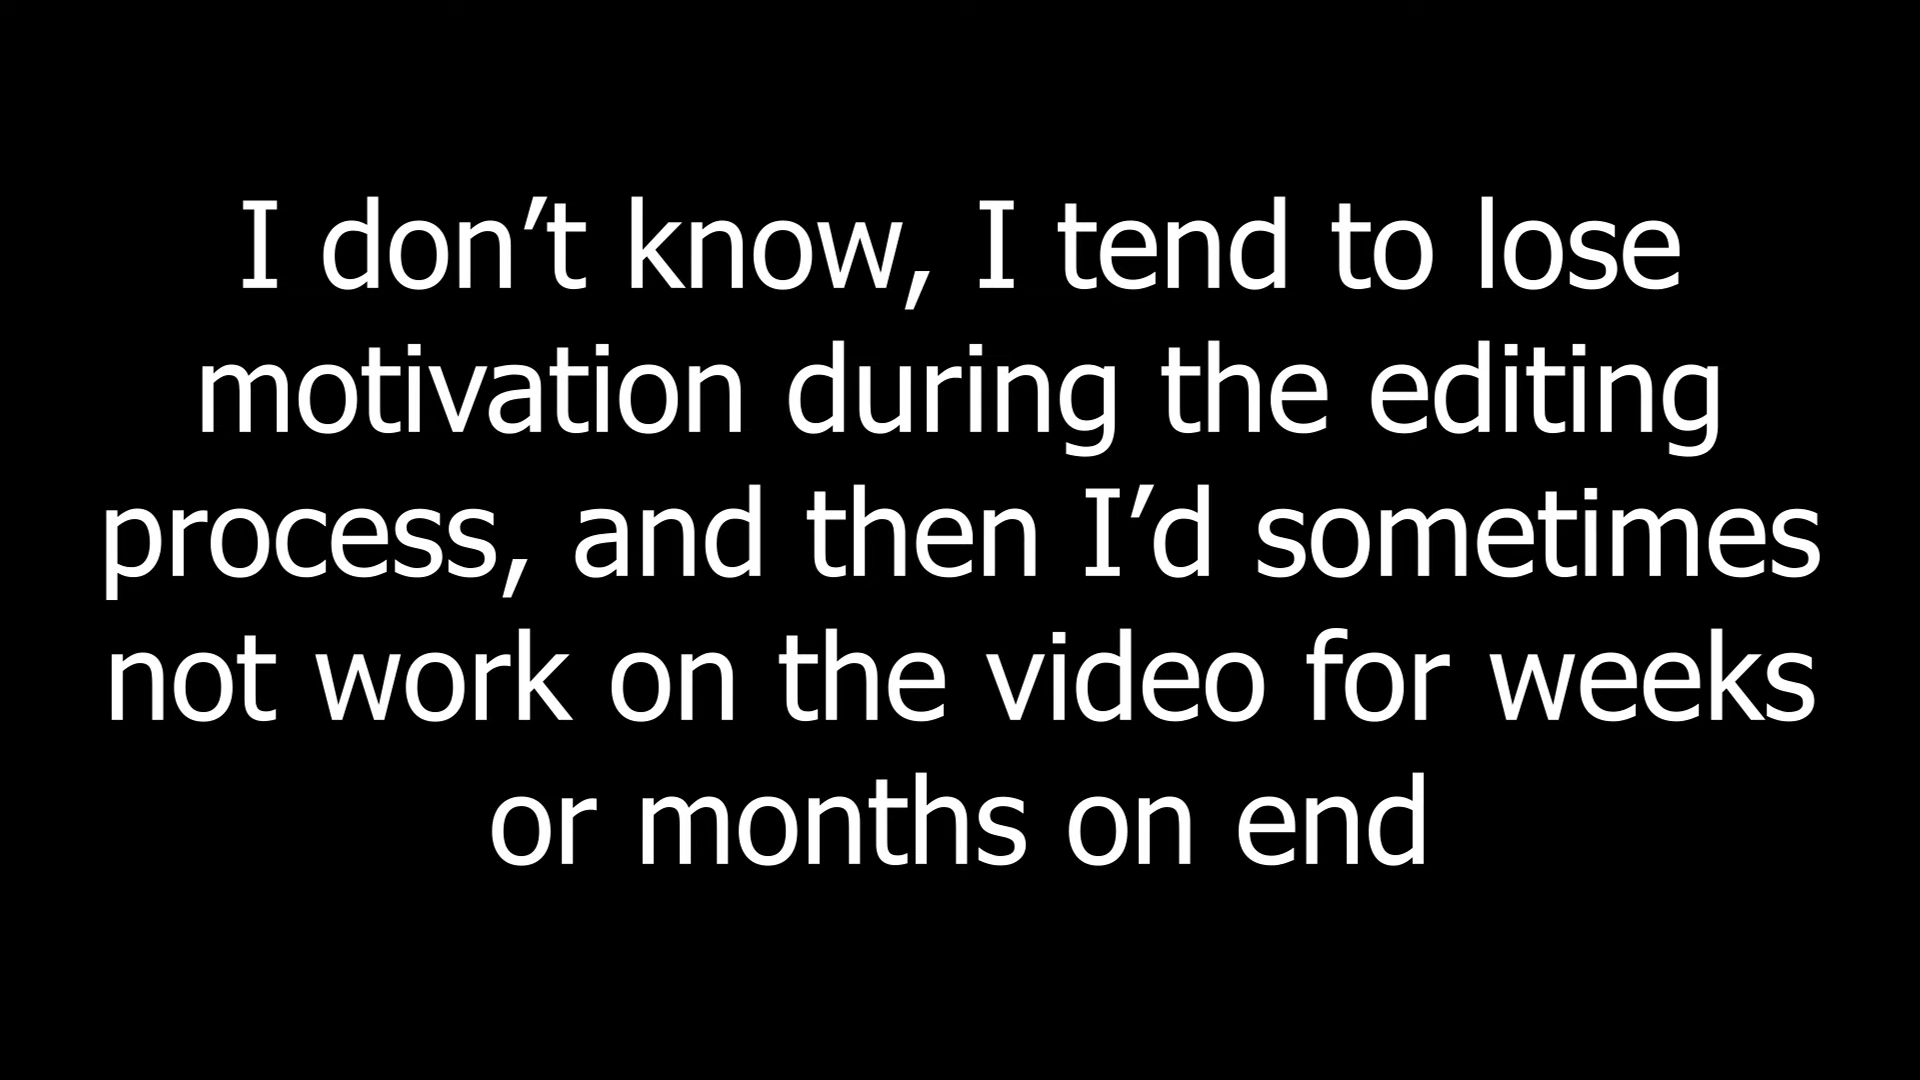 I don’t know, I tend to lose
motivation during the editing
process, and then I’d sometimes
not work on the video for weeks
or months on end